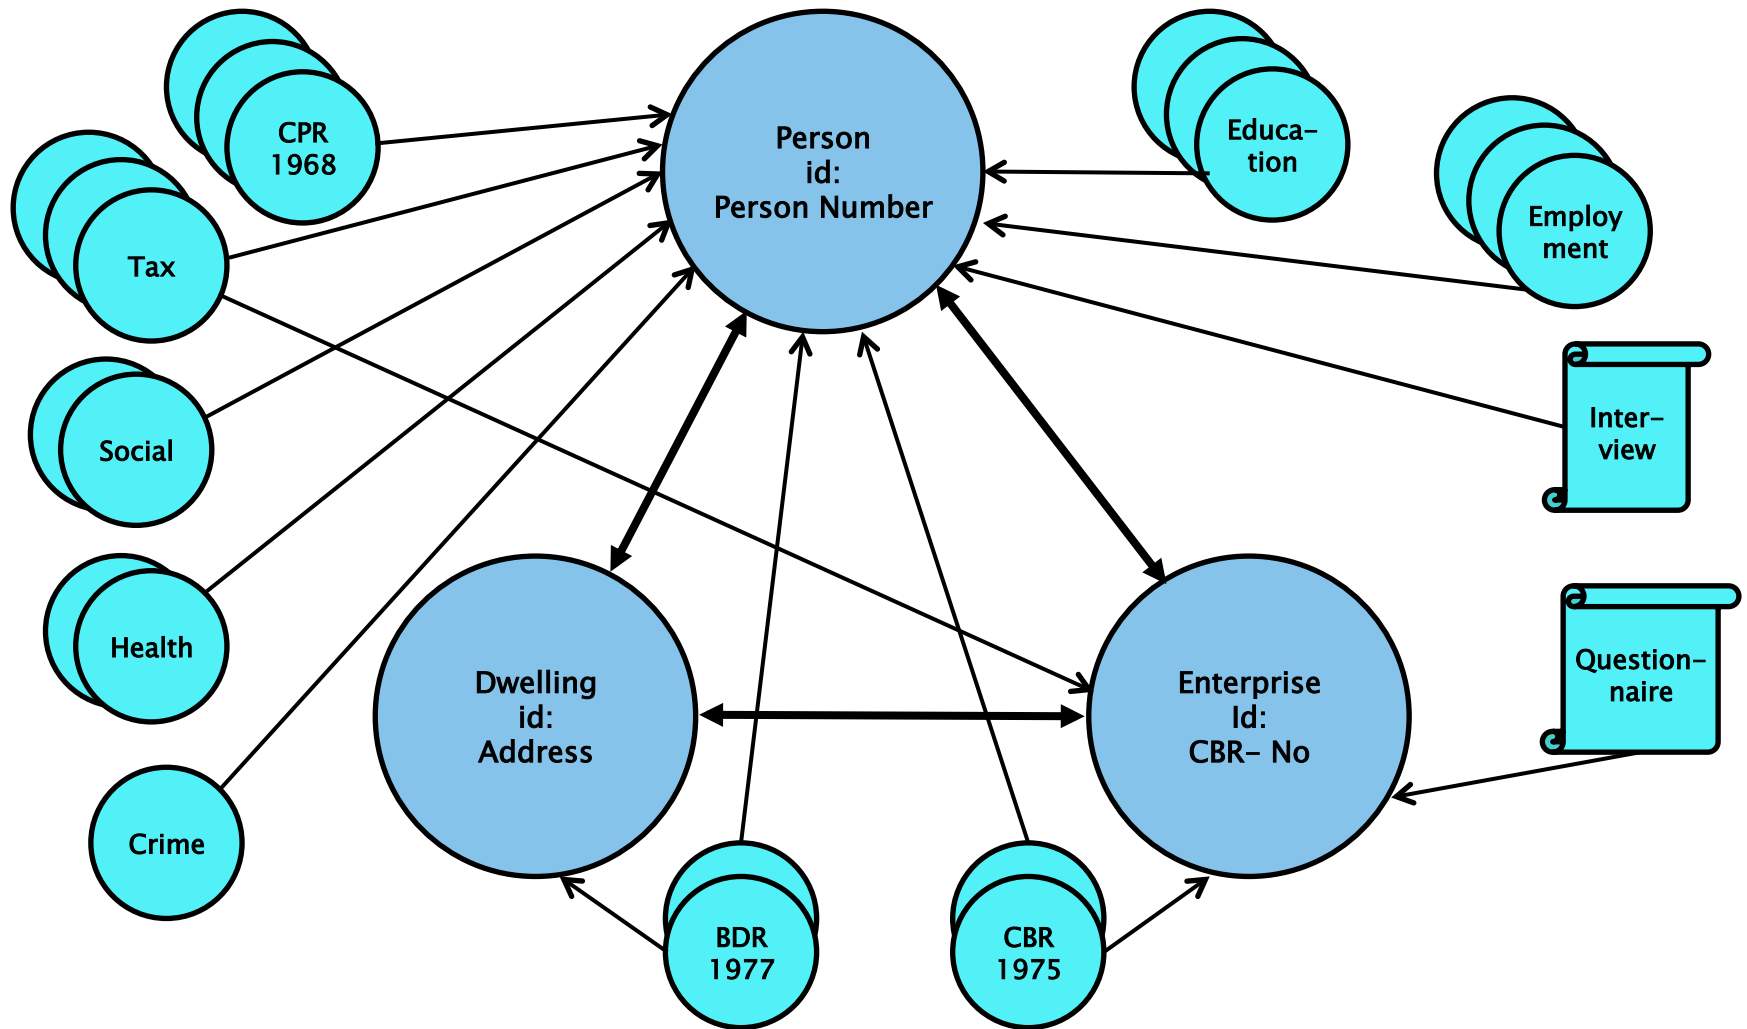 CPR
1968
Person
id:
Person Number
Educa-
tion
Employ
ment
Tax
Inter-
view
Social
Health
Dwelling
id:
Address
Enterprise
Id:
CBR- No
Question-
naire
Crime
BDR
1977
CBR
1975